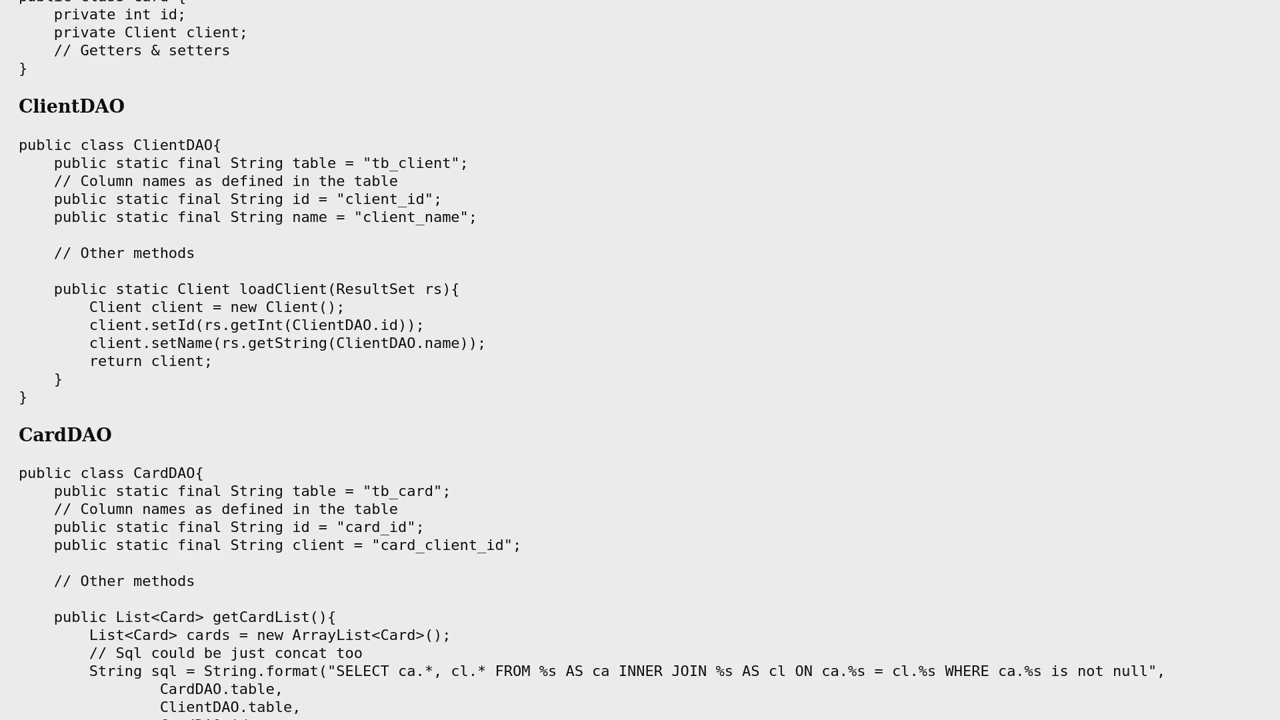 public class Card {
    private int id;
    private Client client;
    // Getters & setters
}
ClientDAO
public class ClientDAO{
    public static final String table = "tb_client";
    // Column names as defined in the table
    public static final String id = "client_id";
    public static final String name = "client_name";
    // Other methods
    public static Client loadClient(ResultSet rs){
        Client client = new Client();
        client.setId(rs.getInt(ClientDAO.id));
        client.setName(rs.getString(ClientDAO.name));
        return client;
    }
}
CardDAO
public class CardDAO{
    public static final String table = "tb_card";
    // Column names as defined in the table
    public static final String id = "card_id";
    public static final String client = "card_client_id";
    // Other methods
    public List<Card> getCardList(){
        List<Card> cards = new ArrayList<Card>();
        // Sql could be just concat too
        String sql = String.format("SELECT ca.*, cl.* FROM %s AS ca INNER JOIN %s AS cl ON ca.%s = cl.%s WHERE ca.%s is not null",
                CardDAO.table,
                ClientDAO.table,